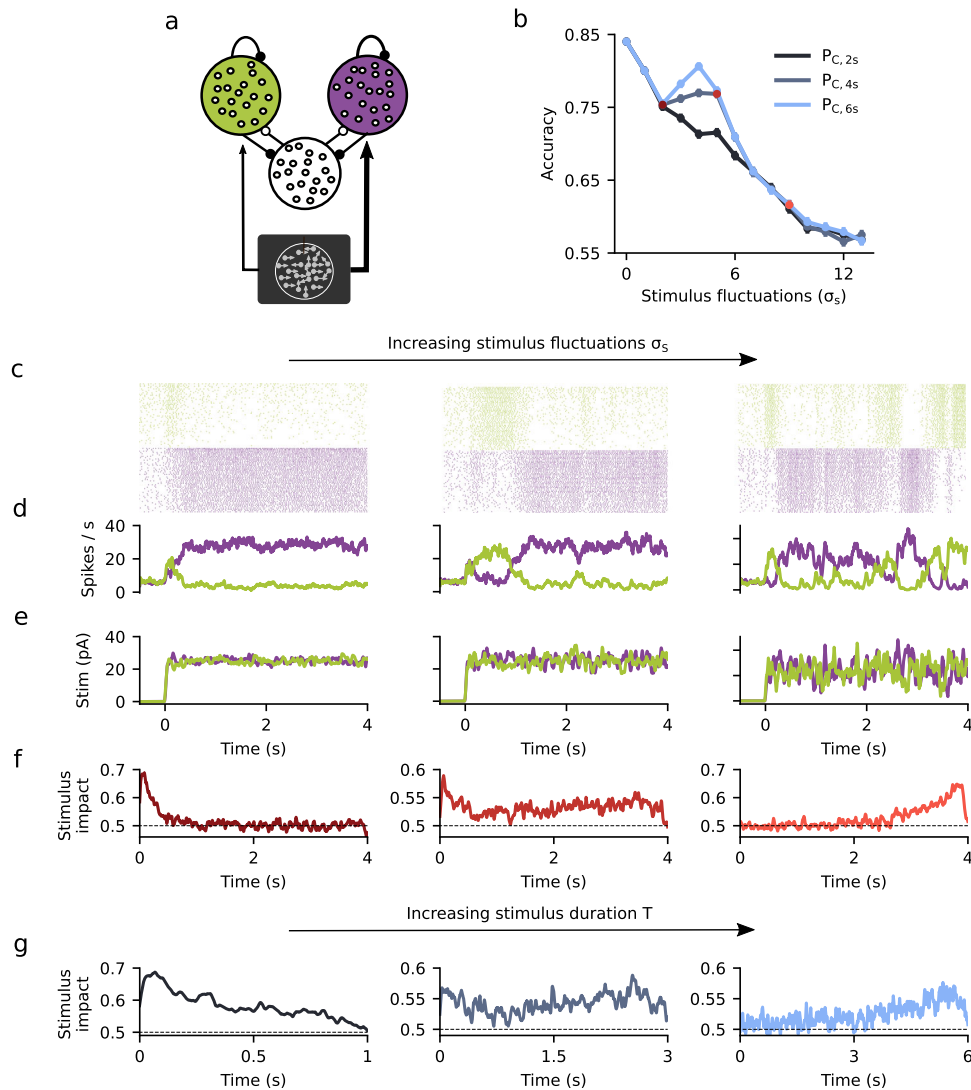 a
b
0.85
0.75
0.65
0.55
Accuracy
P_C, 2s
P_C, 4s
P_C, 6s
0 6 12
Stimulus fluctuations (σ_s)
Increasing stimulus fluctuations σ_S
c
d
Spikes / s
40
20
0
e
Stim (pA)
40
20
0
0 2 4
Time (s)
0 2 4
Time (s)
0 2 4
Time (s)
f
Stimulus
impact
0.7
0.6
0.5
0 2 4
Time (s)
0.6
0.55
0.5
0 2 4
Time (s)
0.7
0.6
0.5
0 2 4
Time (s)
Increasing stimulus duration T
g
Stimulus
impact
0.7
0.6
0.5
0 0.5 1
Time (s)
0.6
0.55
0.5
0 1.5 3
Time (s)
0.6
0.55
0.5
0 3 6
Time (s)